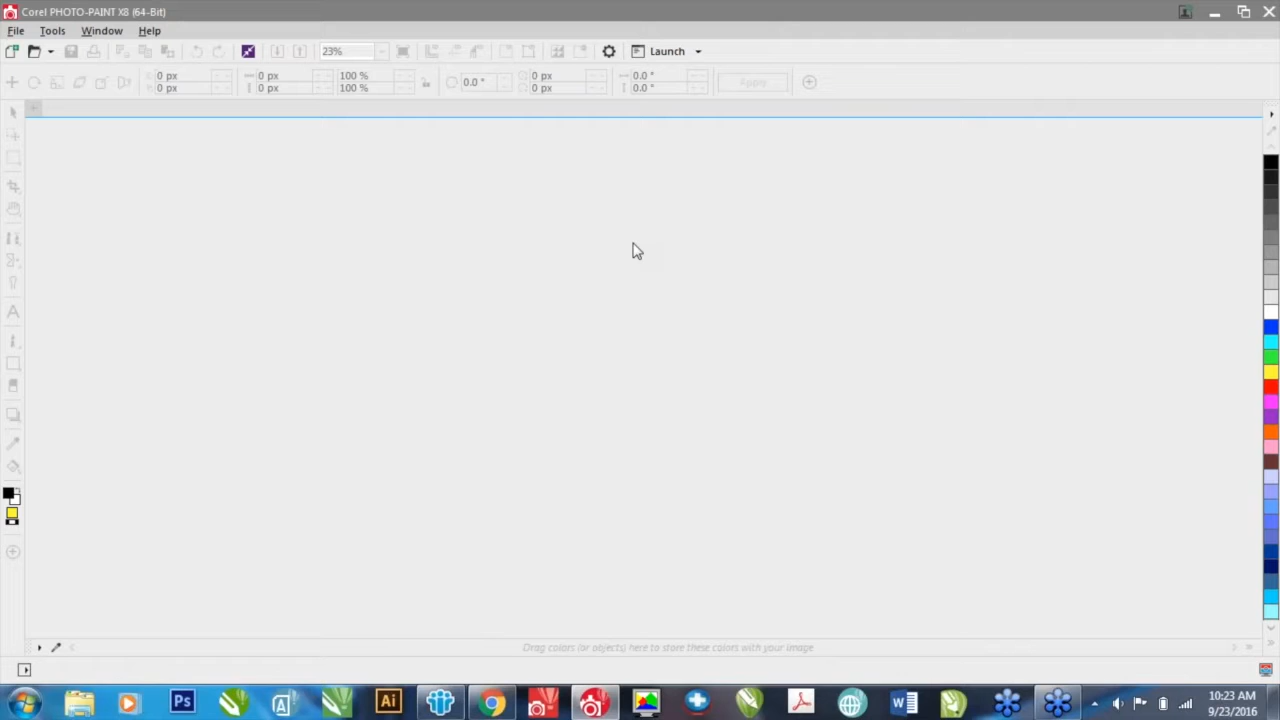 Corel PHOTO-PAINT X8 (64-Bit)
File Tools Window Help
23% Launch
0 px 0 px 100 % 0.0 ° 0 px 0.0 ° Apply
0 px 0 px 100 % 0 px 0.0 °
A
Drag colors (or objects) here to store these colors with your image
Ps Ai W
10:23 AM
9/23/2016